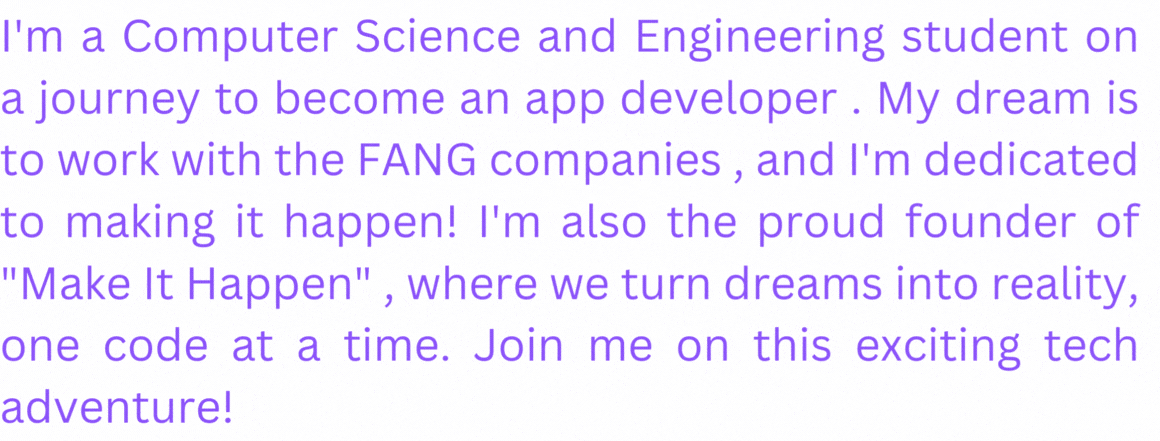 I'm a Computer Science and Engineering student on
a journey to become an app developer . My dream is
to work with the FANG companies , and I'm dedicated
to making it happen! I'm also the proud founder of
"Make It Happen" , where we turn dreams into reality,
one code at a time. Join me on this exciting tech
adventure!